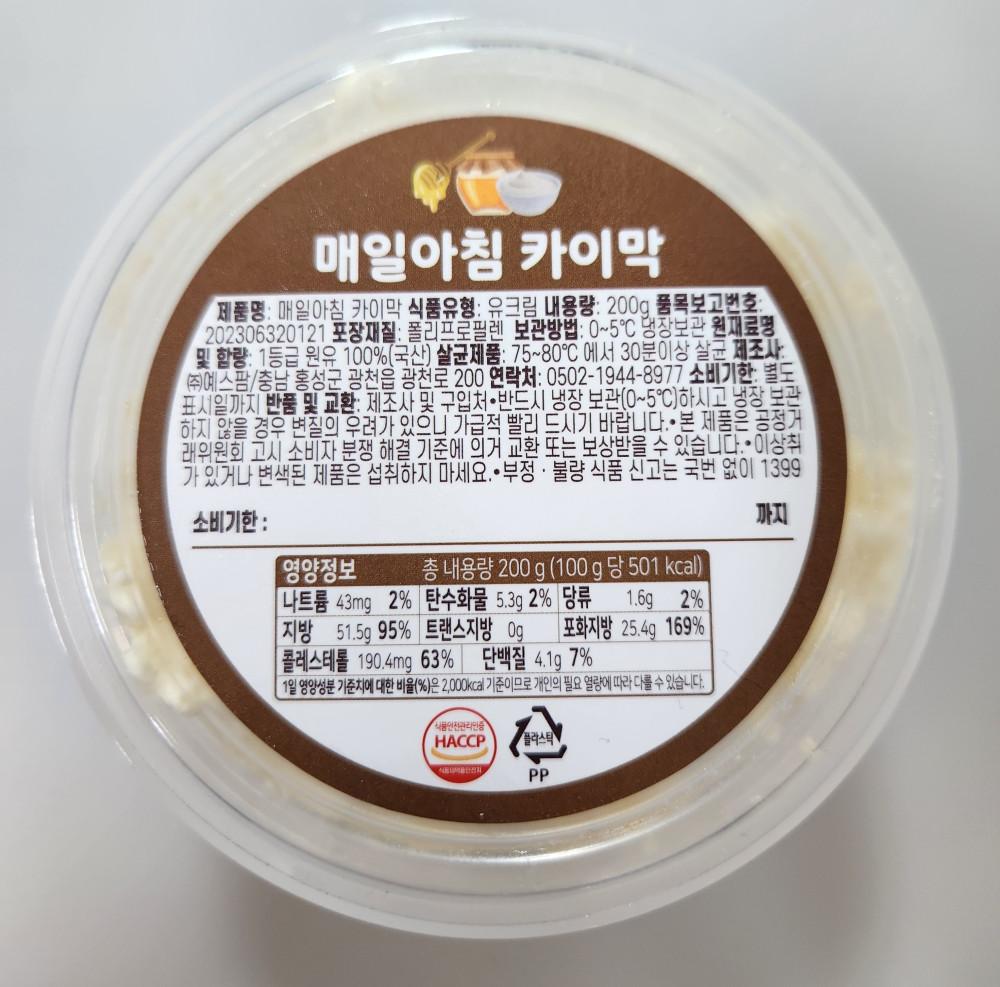 매일아침 카이막
제품명: 매일아침 카이막 식품유형: 유크림 내용량: 200g 품목보고번호:
202306320121 포장재질: 폴리프로필렌 보관방법: 0~5℃ 냉장보관 원재료명
및 함량: 1등급 원유 100%(국산) 살균제품: 75~80℃ 에서 30분이상 살균 제조사:
㈜예스팜/충남 홍성군 광천읍 광천로 200 연락처: 0502-1944-8977 소비기한: 별도
표시일까지 반품 및 교환: 제조사 및 구입처•반드시 냉장 보관(0~5℃)하시고 냉장 보관
하지 않을 경우 변질의 우려가 있으니 가급적 빨리 드시기 바랍니다.•본 제품은 공정거
래위원회 고시 소비자 분쟁 해결 기준에 의거 교환 또는 보상받을 수 있습니다.•이상취
가 있거나 변색된 제품은 섭취하지 마세요.•부정 · 불량 식품 신고는 국번 없이 1399
소비기한 : 까지
영양정보 총 내용량 200 g (100 g 당 501 kcal)
나트륨 43mg 2% 탄수화물 5.3g 2% 당류 1.6g 2%
지방 51.5g 95% 트랜스지방 0g 포화지방 25.4g 169%
콜레스테롤 190.4mg 63% 단백질 4.1g 7%
1일 영양성분 기준치에 대한 비율(%)은 2,000kcal 기준이므로 개인의 필요 열량에 따라 다를 수 있습니다.
식품안전관리인증
HACCP
식품의약품안전처
플라스틱
PP